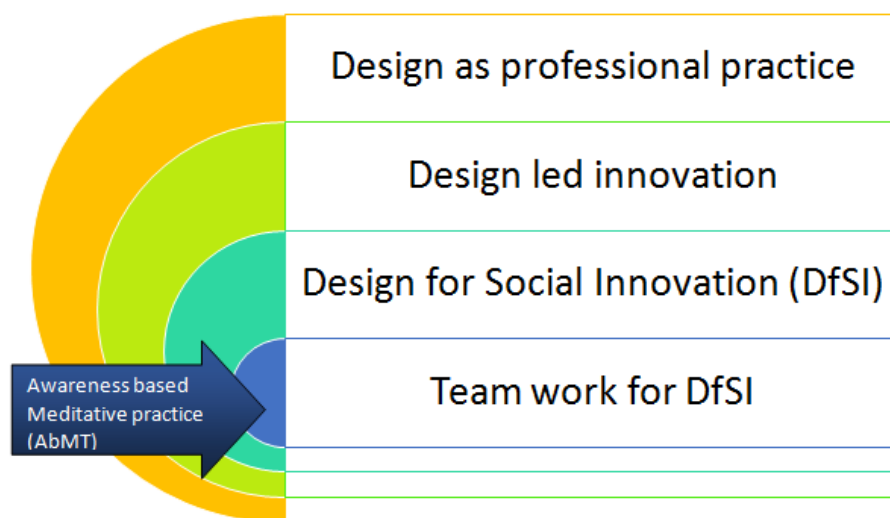 Design as professional practice
Design led innovation
Design for Social Innovation (DfSI)
Team work for DfSI
Awareness based
Meditative practice
(AbMT)